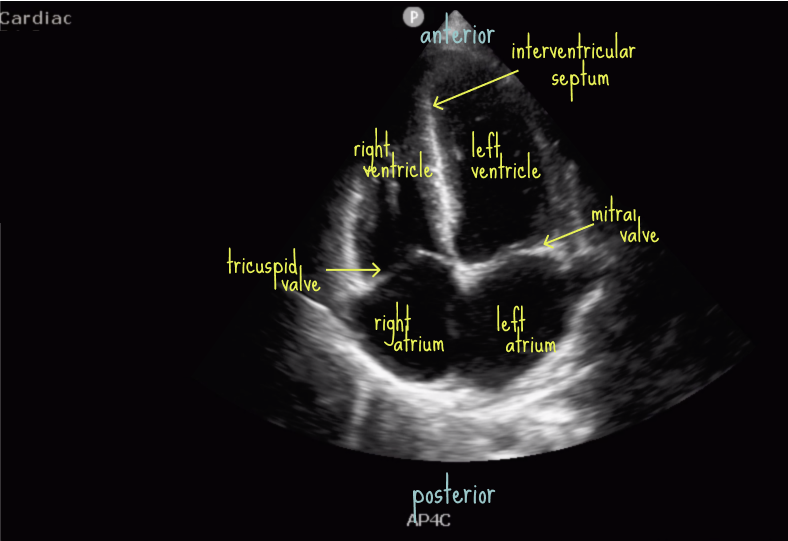 Cardiac
P
anterior
interventricular
septum
right
ventricle
left
ventricle
mitral
valve
tricuspid
valve
right
atrium
left
atrium
posterior
AP4C